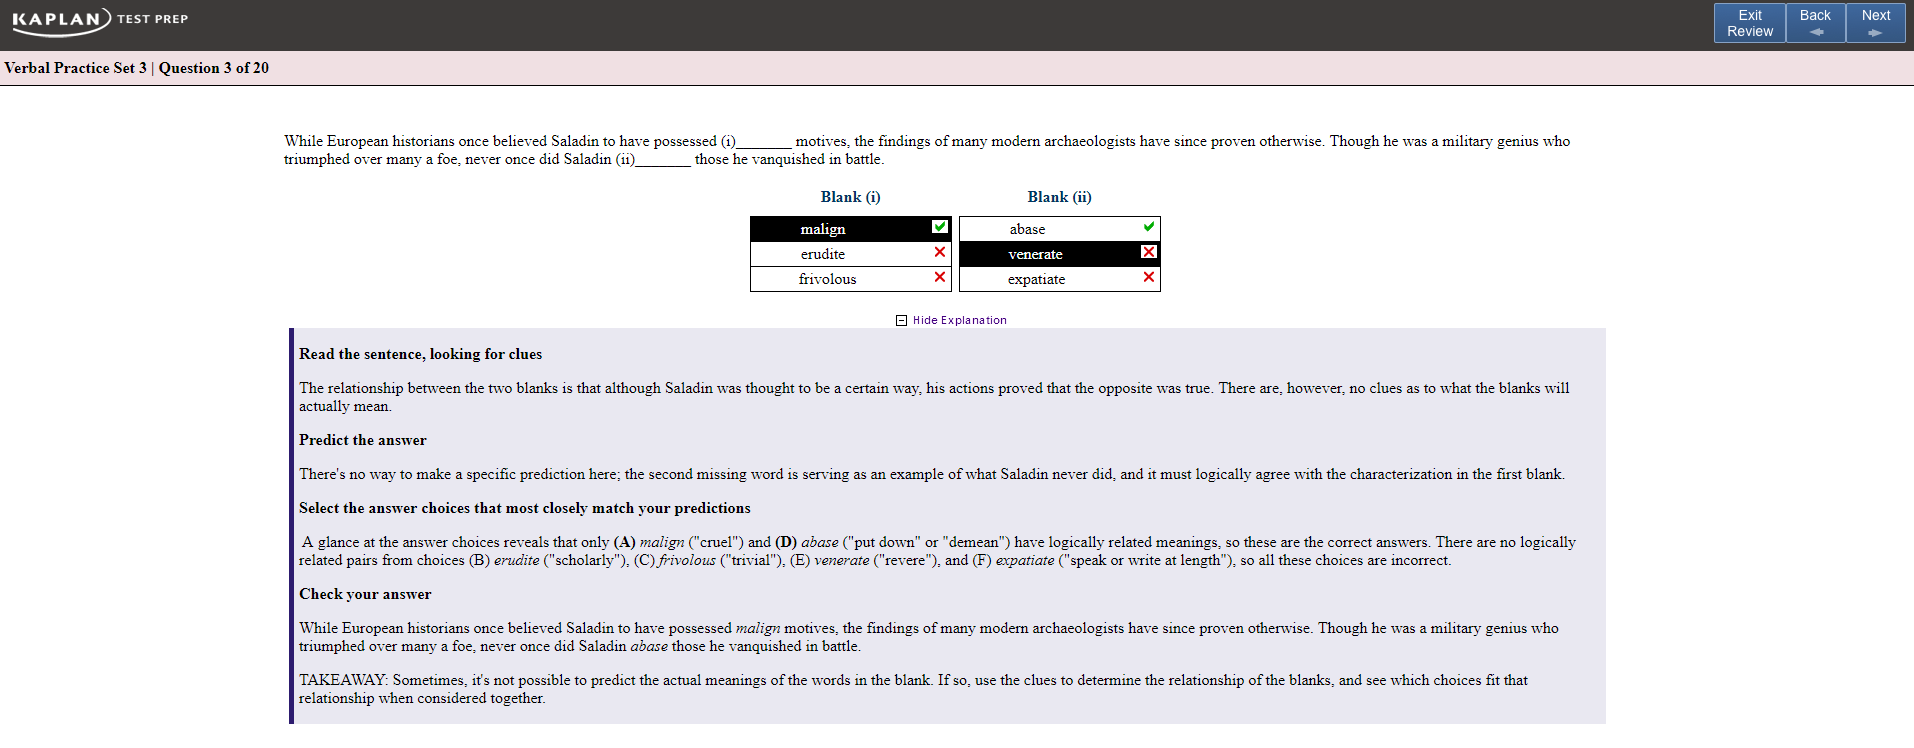 KAPLAN TEST PREP
Exit Review
Back
Next
Verbal Practice Set 3 | Question 3 of 20
While European historians once believed Saladin to have possessed (i)_______ motives, the findings of many modern archaeologists have since proven otherwise. Though he was a military genius who
triumphed over many a foe, never once did Saladin (ii)_______ those he vanquished in battle.
Blank (i)
malign
erudite
frivolous
Blank (ii)
abase
venerate
expatiate
Hide Explanation
Read the sentence, looking for clues
The relationship between the two blanks is that although Saladin was thought to be a certain way, his actions proved that the opposite was true. There are, however, no clues as to what the blanks will
actually mean.
Predict the answer
There's no way to make a specific prediction here; the second missing word is serving as an example of what Saladin never did, and it must logically agree with the characterization in the first blank.
Select the answer choices that most closely match your predictions
A glance at the answer choices reveals that only (A) malign ("cruel") and (D) abase ("put down" or "demean") have logically related meanings, so these are the correct answers. There are no logically
related pairs from choices (B) erudite ("scholarly"), (C) frivolous ("trivial"), (E) venerate ("revere"), and (F) expatiate ("speak or write at length"), so all these choices are incorrect.
Check your answer
While European historians once believed Saladin to have possessed malign motives, the findings of many modern archaeologists have since proven otherwise. Though he was a military genius who
triumphed over many a foe, never once did Saladin abase those he vanquished in battle.
TAKEAWAY: Sometimes, it's not possible to predict the actual meanings of the words in the blank. If so, use the clues to determine the relationship of the blanks, and see which choices fit that
relationship when considered together.